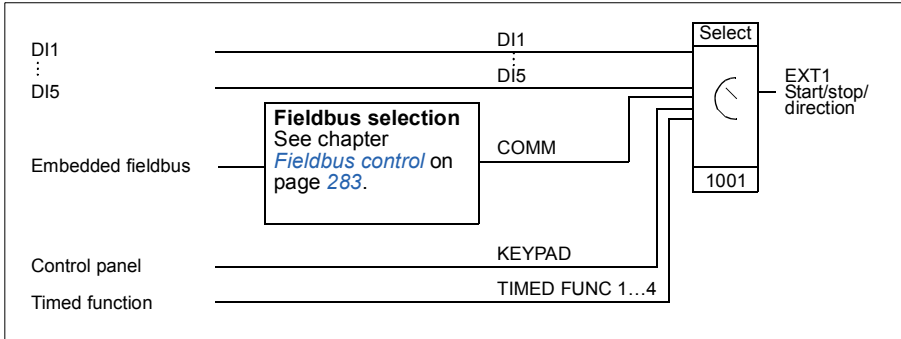 DI1
DI5
Embedded fieldbus
Control panel
Timed function
Fieldbus selection
See chapter
Fieldbus control on
page 283.
DI1
DI5
COMM
KEYPAD
TIMED FUNC 1…4
Select
1001
EXT1
Start/stop/
direction